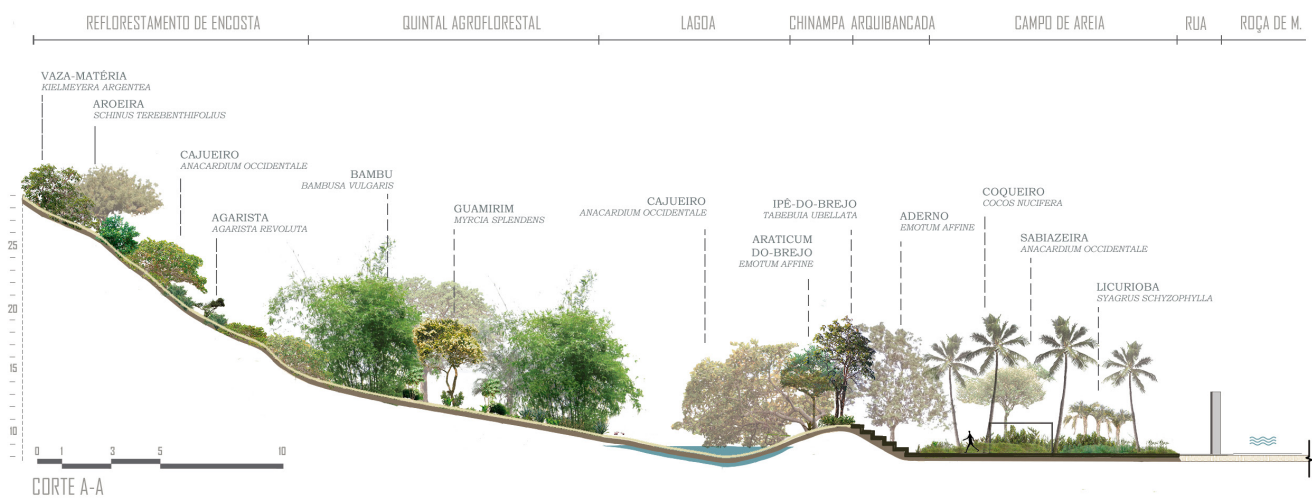 REFLORESTAMENTO DE ENCOSTA
QUINTAL AGROFLORESTAL
LAGOA
CHINAMPA
ARQUIBANCADA
CAMPO DE AREIA
RUA
ROÇA DE M.
VAZA-MATÉRIA
KIELMEYERA ARGENTEA
AROEIRA
SCHINUS TEREBENTHIFOLIUS
CAJUEIRO
ANACARDIUM OCCIDENTALE
AGARISTA
AGARISTA REVOLUTA
BAMBU
BAMBUSA VULGARIS
GUAMIRIM
MYRCIA SPLENDENS
CAJUEIRO
ANACARDIUM OCCIDENTALE
IPÊ-DO-BREJO
TABEBUIA UBELLATA
ARATICUM
DO-BREJO
EMOTUM AFFINE
ADERNO
EMOTUM AFFINE
COQUEIRO
COCOS NUCIFERA
SABIAZEIRA
ANACARDIUM OCCIDENTALE
LICURIOBA
SYAGRUS SCHYZOPHYLLA
25
20
15
10
0 1 3 5 10
CORTE A-A